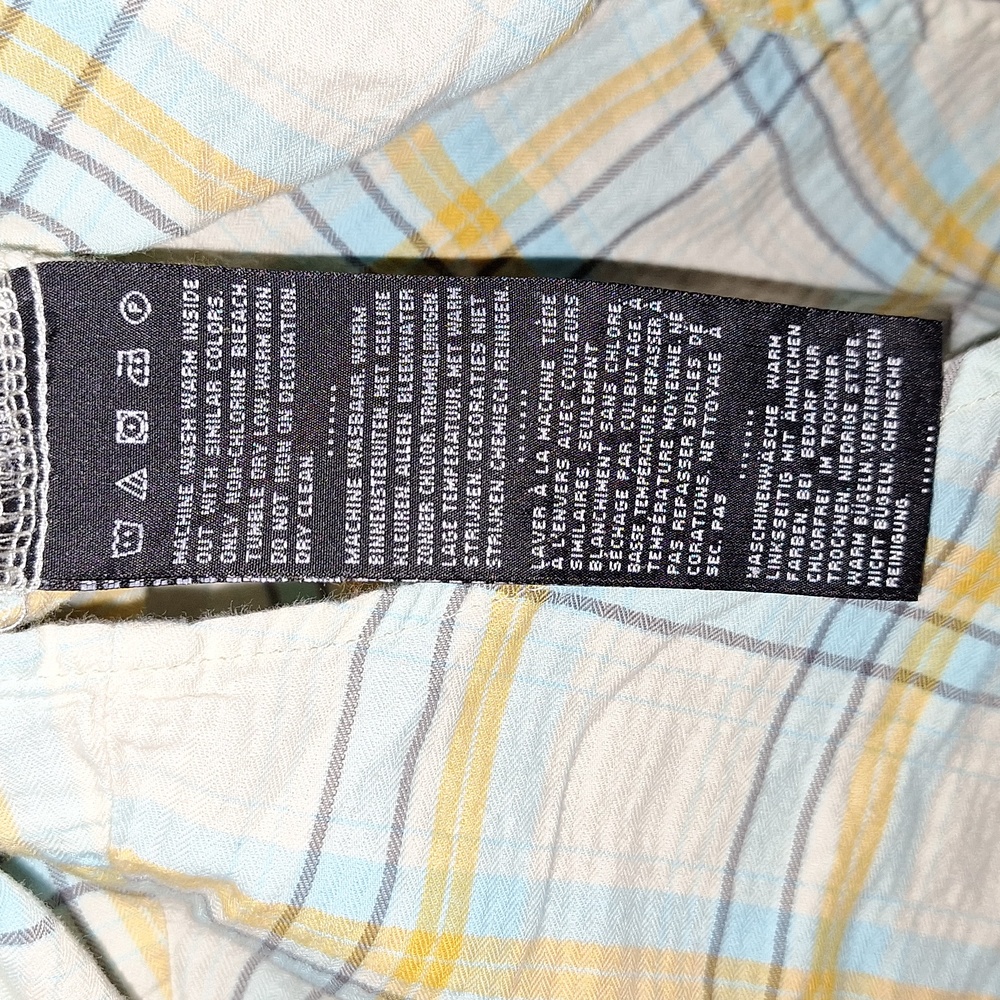 MACHINE WASH WARM INSIDE
OUT WITH SINLAR COLORS.
ONLY NON-CHLORINE BLEACH.
TUMBLE DRY LOW. WARM IRON
DO NOT IRON ON DECORATION.
DRY CLEAN.
......
MACHINE WASBAAR. WARM
BINNENSTEBUITEN MET GELIJKE
KLEUREN. ALLEEN BLEEKWATER
ZONDER CHLOOR. TROMMELDROGEN.
LAGE TEMPERATUUR. MET WARM
STRIJKEN. DECORATIES NIET
STRIJKEN. CHEMISCH REINIGEN.
......
LAVER À LA MACHINE TIÈDE
À L'ENVERS AVEC COULEURS
SIMILAIRES. SEULEMENT
BLANCHIMENT SANS CHLORE.
SÉCHAGE PAR CULBUTAGE À
BASSE TEMPÉRATURE. REPASSER À
TEMPÉRATURE MOYENNE. NE
PAS REPASSER SURLES DÉ
CORATIONS. NETTOYAGE À
SEC. PAS
......
MASCHINENWÄSCHE WARM
LINKSSEITIG MIT ÄHNLICHEN
FARBEN. BEI BEDARF NUR
CHLORFREI IM TROCKNER
TROCKNEN. NIEDRIGE STUFE.
WARM BÜGELN. VERZIERUNGEN
NICHT BÜGELN. CHEMISCHE
REINIGUNG.
......